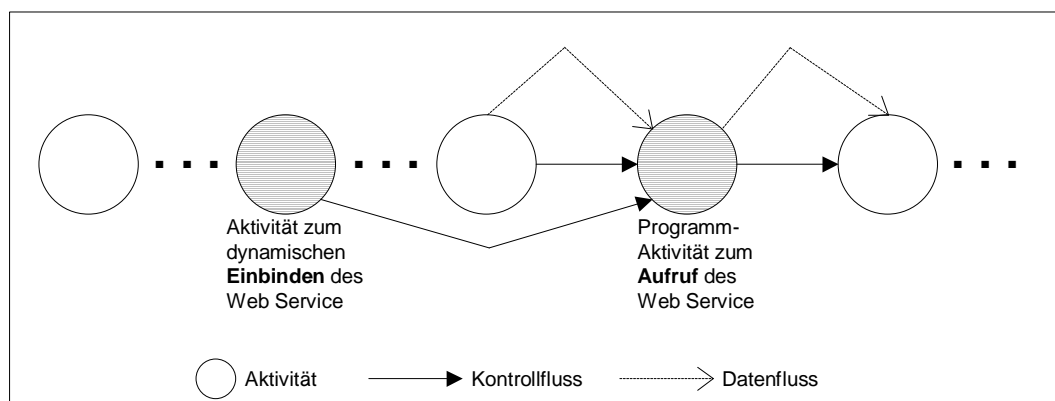 Aktivität zum
dynamischen
Einbinden des
Web Service
Programm-
Aktivität zum
Aufruf des
Web Service
Aktivität
Kontrollfluss
Datenfluss